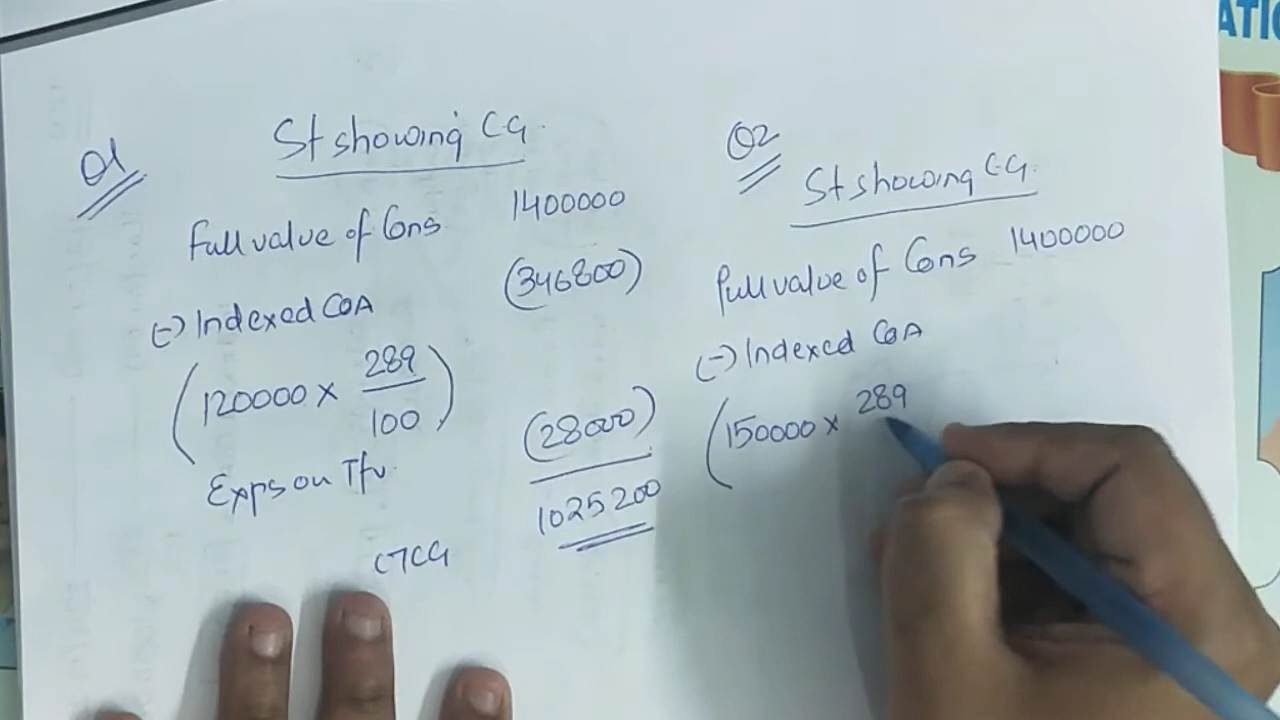 Q1
St showing CG.
Full value of Cons 1400000
(-) Indexed COA (346800)
(120000 × 289/100)
Exps on Tfr (28000)
1025200
LTCG
Q2
St showing CG.
Full value of Cons 1400000
(-) Indexed COA
(150000 × 289